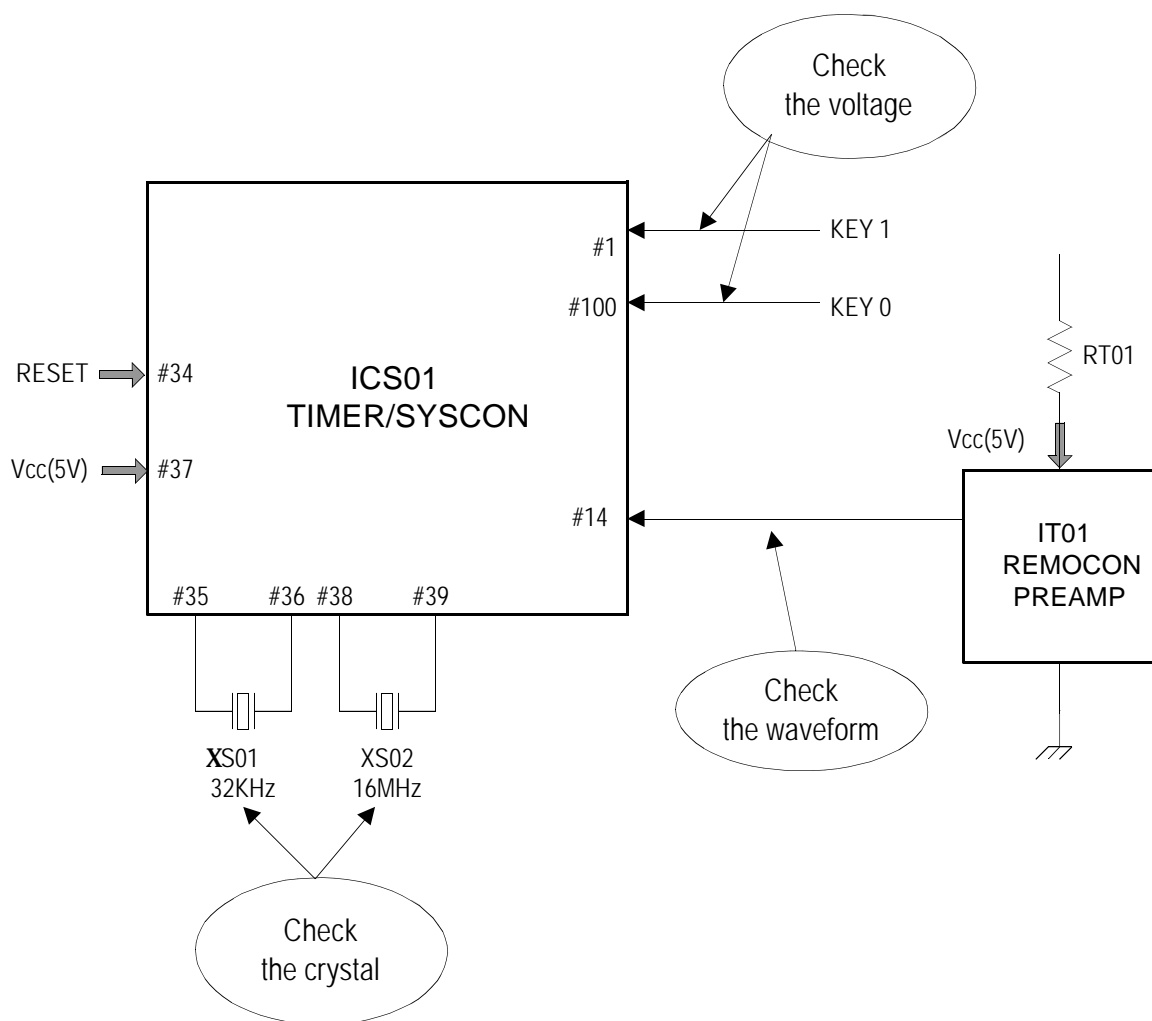 Check
the voltage
#1
KEY 1
#100
KEY 0
RT01
RESET
#34
ICS01
TIMER/SYSCON
Vcc(5V)
Vcc(5V)
#37
#14
IT01
REMOCON
PREAMP
#35
#36
#38
#39
Check
the waveform
XS01
32KHz
XS02
16MHz
Check
the crystal